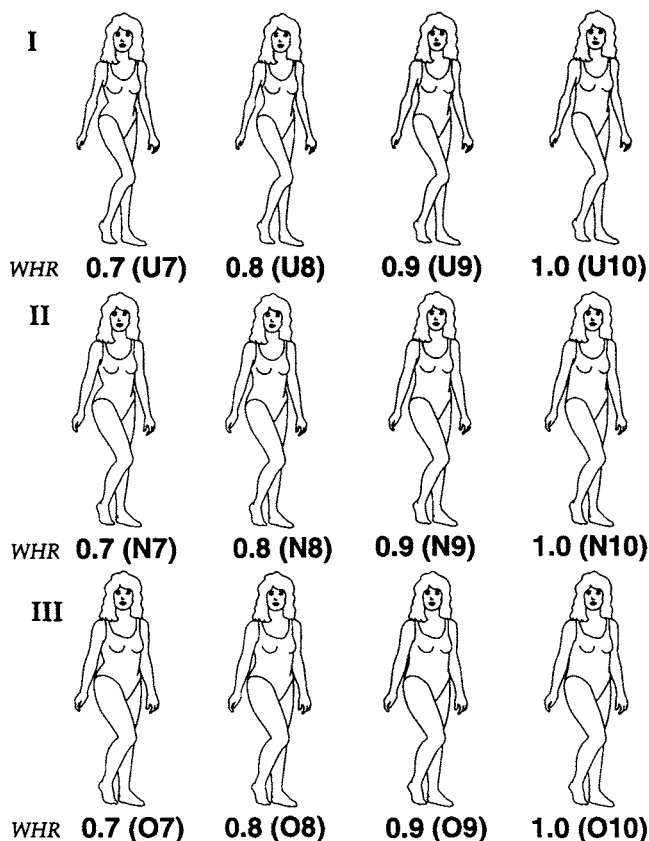 I
WHR 0.7 (U7) 0.8 (U8) 0.9 (U9) 1.0 (U10)
II
WHR 0.7 (N7) 0.8 (N8) 0.9 (N9) 1.0 (N10)
III
WHR 0.7 (O7) 0.8 (O8) 0.9 (O9) 1.0 (O10)